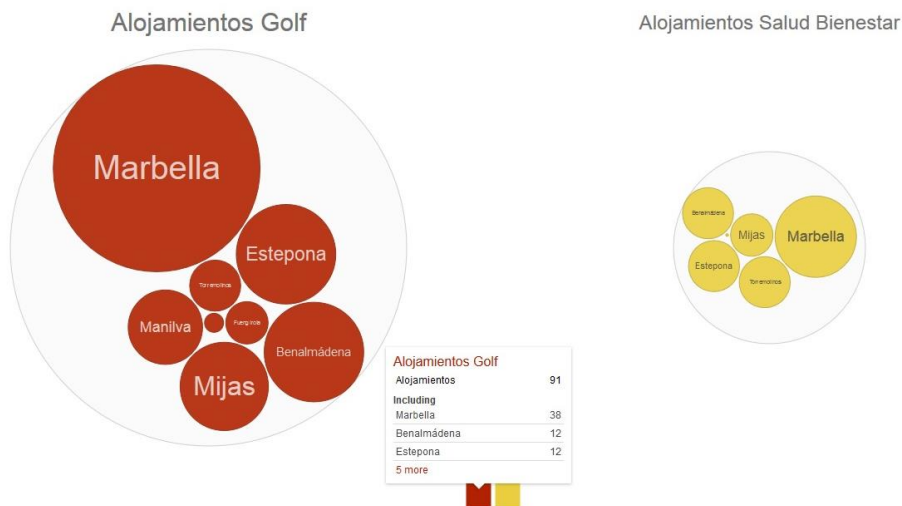 Alojamientos Golf
Alojamientos Salud Bienestar
Marbella
Estepona
Torremolinos
Manilva
Fuengirola
Benalmádena
Mijas
Benalmádena
Mijas
Marbella
Estepona
Torremolinos
Alojamientos Golf
Alojamientos 91
Including
Marbella 38
Benalmádena 12
Estepona 12
5 more